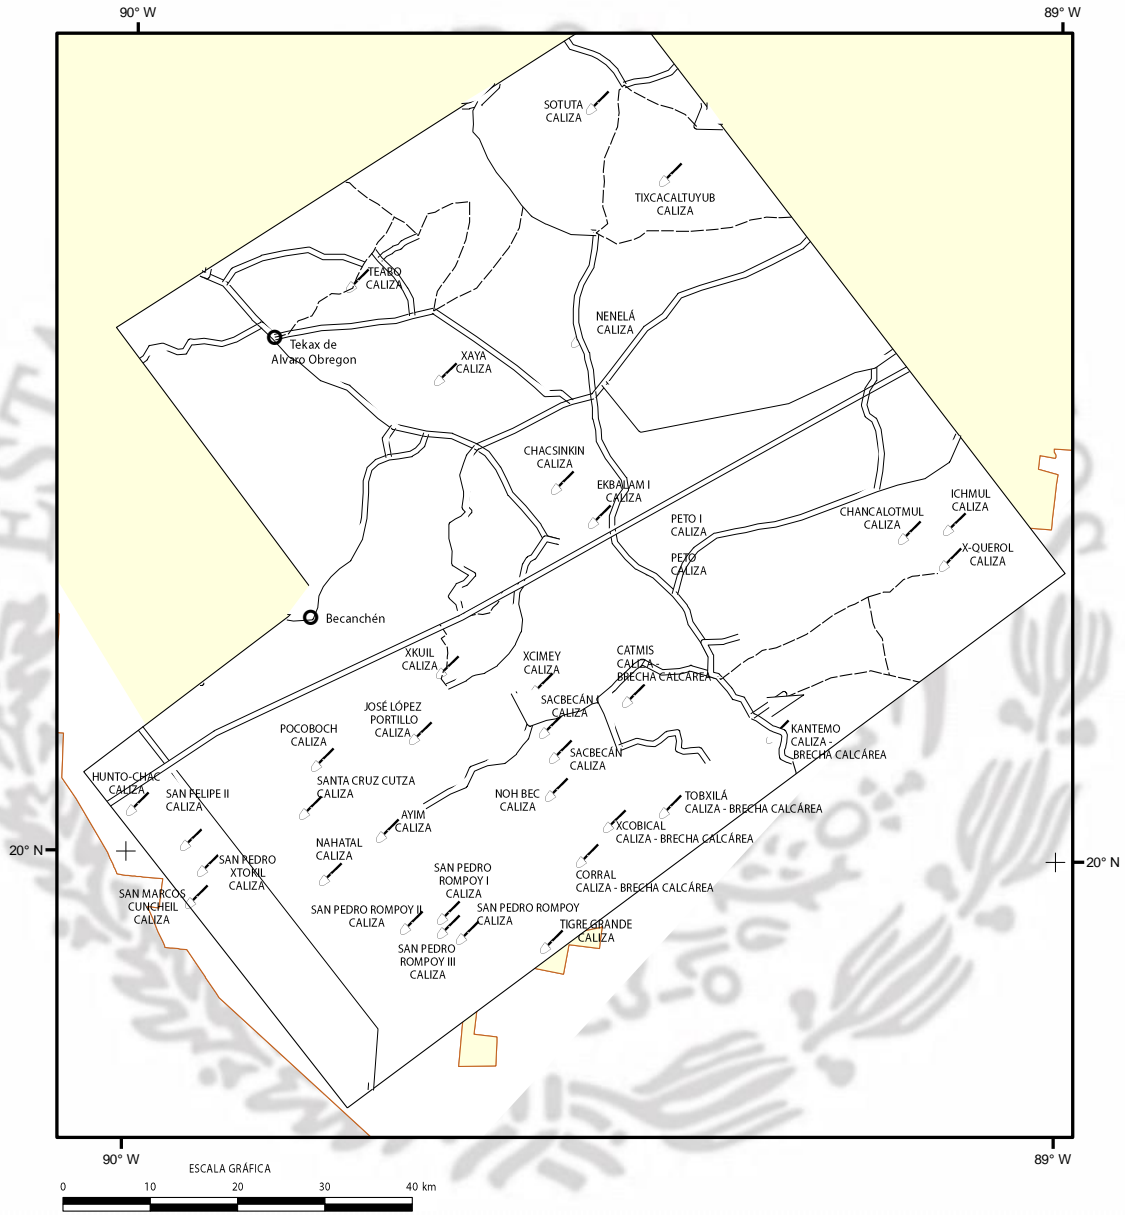 90° W
89° W
SOTUTA
CALIZA
TIXCACALTUYUB
CALIZA
TEABO
CALIZA
NENELÁ
CALIZA
Tekax de
Alvaro Obregon
XAYA
CALIZA
CHACSINKIN
CALIZA
EKBALAM I
CALIZA
PETO I
CALIZA
CHANCALOTMUL
CALIZA
ICHMUL
CALIZA
X-QUEROL
CALIZA
PETO
CALIZA
Becanchén
XKUIL
CALIZA
XCIMEY
CALIZA
CATMIS
CALIZA -
BRECHA CALCÁREA
JOSÉ LÓPEZ
PORTILLO
CALIZA
SACBECÁN I
CALIZA
POCOBOCH
CALIZA
KANTEMO
CALIZA -
BRECHA CALCÁREA
SACBECÁN
CALIZA
HUNTO-CHAC
CALIZA
SAN FELIPE II
CALIZA
SANTA CRUZ CUTZA
CALIZA
NOH BEC
CALIZA
TOBXILÁ
CALIZA - BRECHA CALCÁREA
AYIM
CALIZA
XCOBICAL
CALIZA - BRECHA CALCÁREA
NAHATAL
CALIZA
20° N
20° N
SAN PEDRO
XTOKIL
CALIZA
SAN PEDRO
ROMPOY I
CALIZA
CORRAL
CALIZA - BRECHA CALCÁREA
SAN MARCOS
CUNCHEIL
CALIZA
SAN PEDRO ROMPOY II
CALIZA
SAN PEDRO ROMPOY
CALIZA
TIGRE GRANDE
CALIZA
SAN PEDRO
ROMPOY III
CALIZA
90° W
89° W
ESCALA GRÁFICA
0 10 20 30 40 km